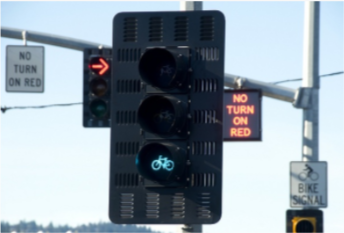 NO
TURN
ON RED
NO
TURN
ON
RED
BIKE
SIGNAL